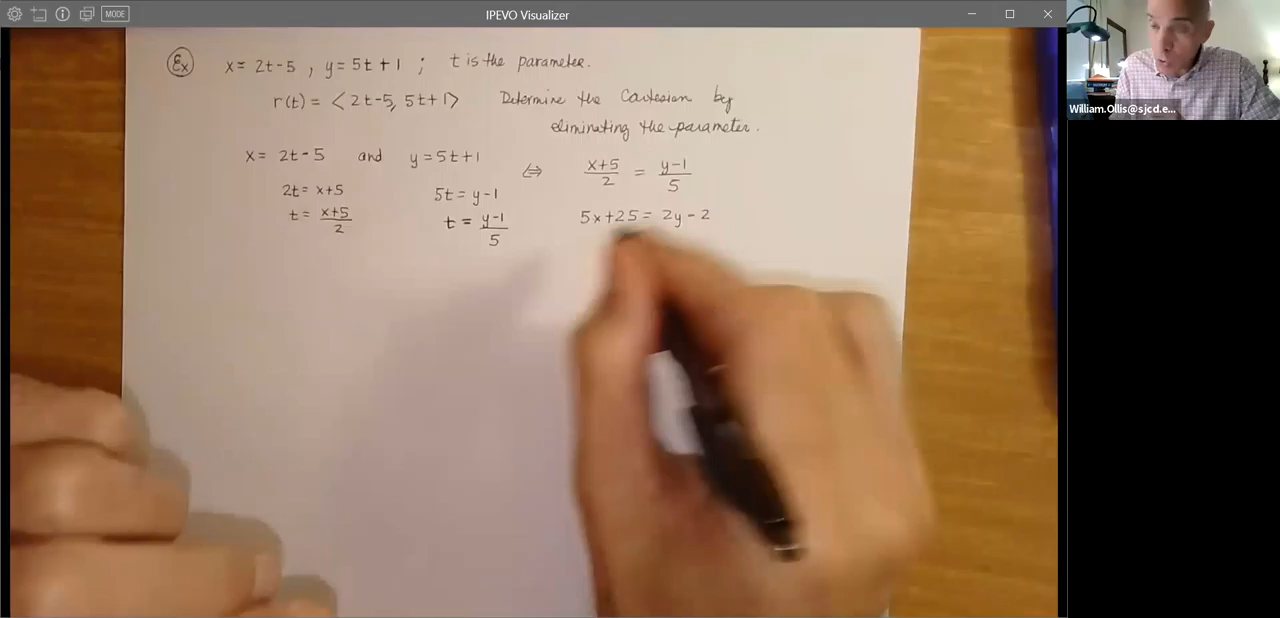 MODE
IPEVO Visualizer
Ex x = 2t-5 , y = 5t + 1 ; t is the parameter.
r(t) = < 2t-5, 5t+1 > Determine the Cartesian by
eliminating the parameter.
x = 2t - 5 and y = 5t + 1 ⇔ x+5/2 = y-1/5
2t = x+5 5t = y-1
t = x+5/2 t = y-1/5
5x+25 = 2y - 2
William.Ollis@sjcd.e...